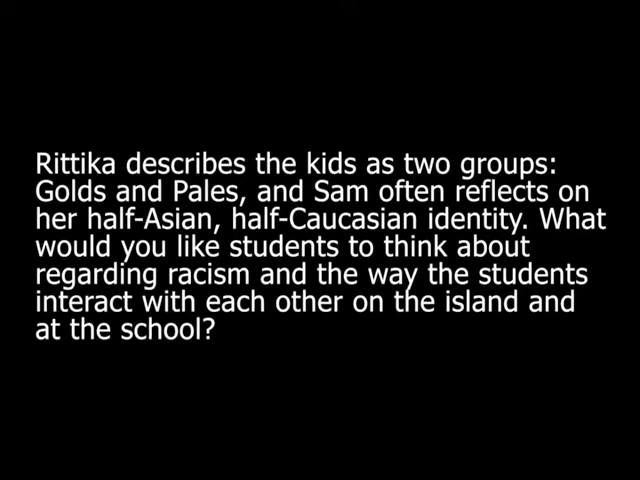 Rittika describes the kids as two groups:
Golds and Pales, and Sam often reflects on
her half-Asian, half-Caucasian identity. What
would you like students to think about
regarding racism and the way the students
interact with each other on the island and
at the school?